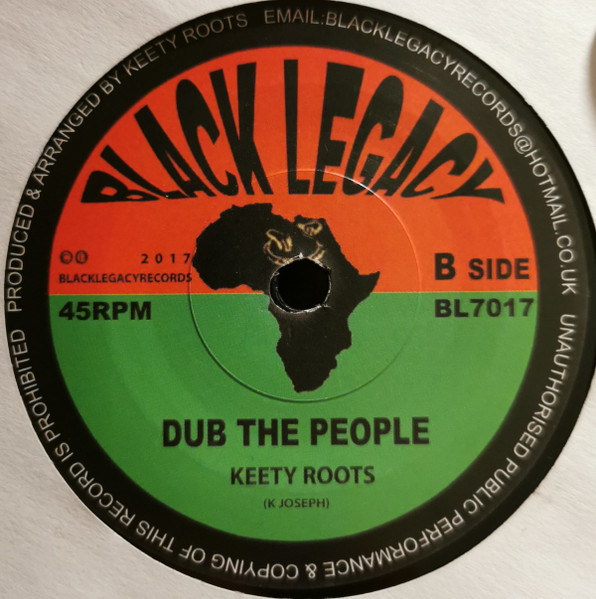 PRODUCED & ARRANGED BY KEETY ROOTS EMAIL:BLACKLEGACYRECORDS@HOTMAIL.CO.UK UNAUTHORISED PUBLIC PERFORMANCE & COPYING OF THIS RECORD IS PROHIBITED
BLACK LEGACY
℗© 2017
BLACKLEGACYRECORDS
B SIDE
45RPM
BL7017
DUB THE PEOPLE
KEETY ROOTS
(K JOSEPH)